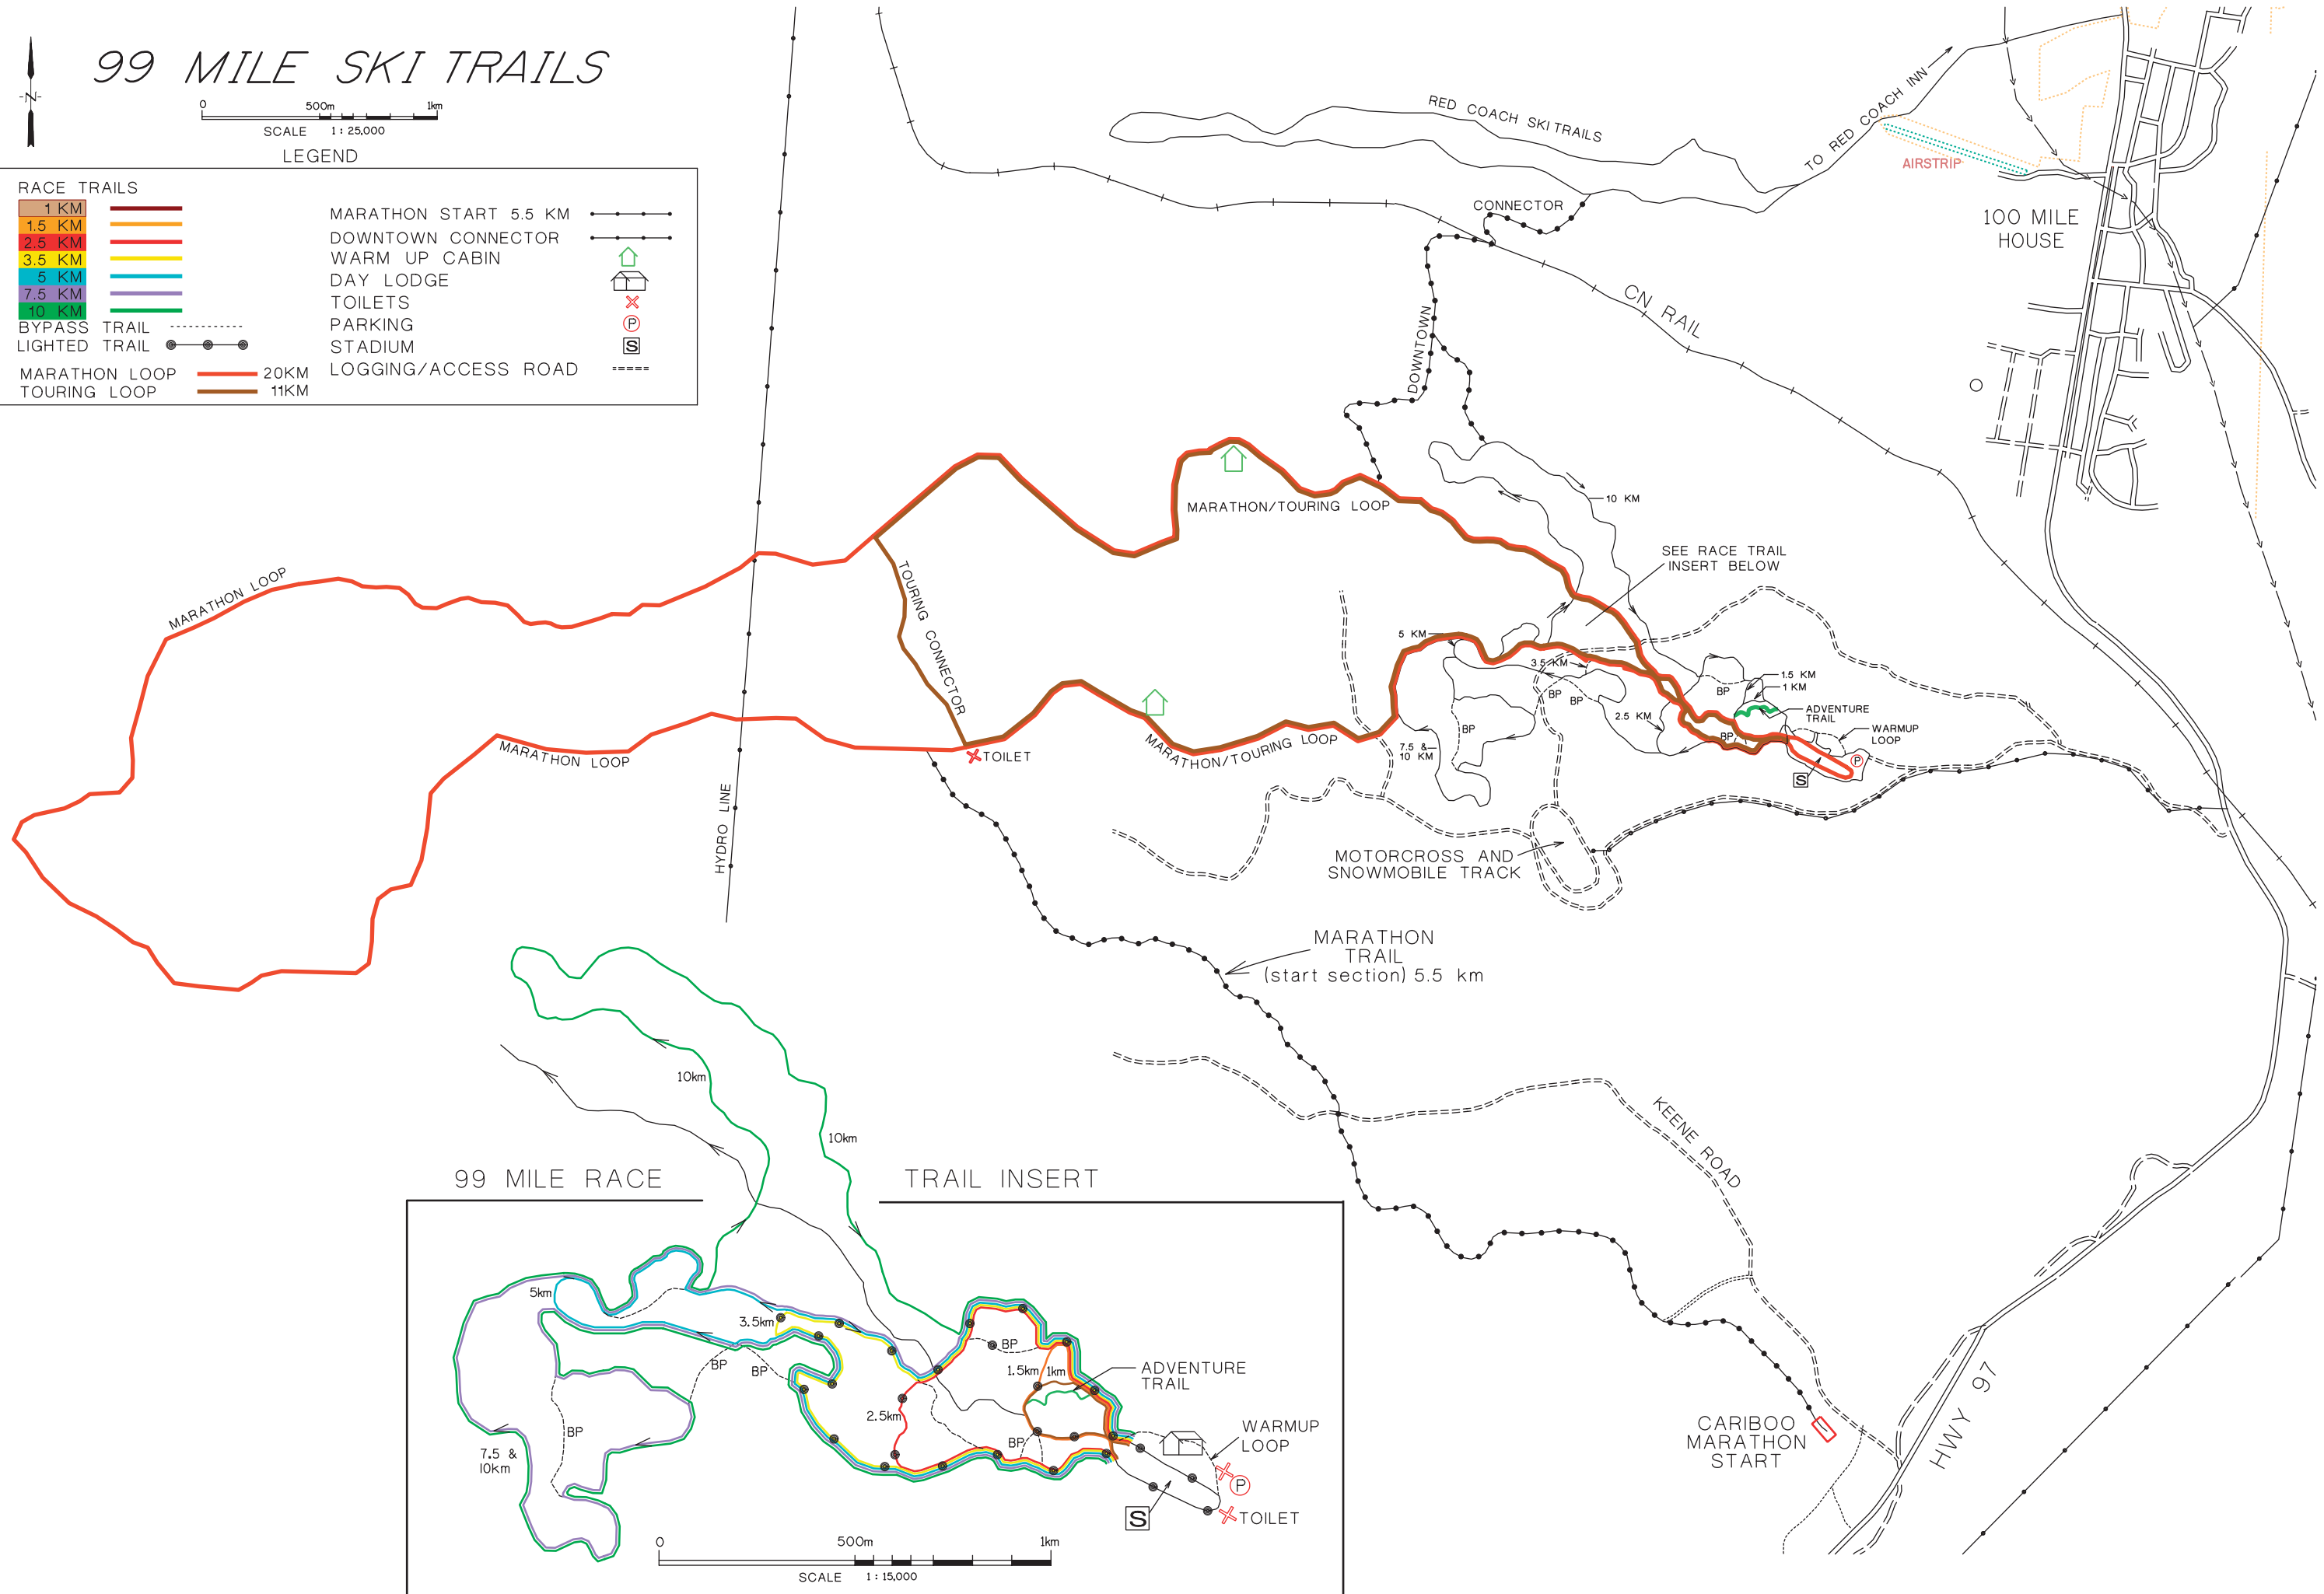 99 MILE SKI TRAILS
-N-
0 500m 1km
SCALE 1 : 25,000
LEGEND
RACE TRAILS
1 KM
1.5 KM
2.5 KM
3.5 KM
5 KM
7.5 KM
10 KM
BYPASS TRAIL
LIGHTED TRAIL
MARATHON LOOP 20KM
TOURING LOOP 11KM
MARATHON START 5.5 KM
DOWNTOWN CONNECTOR
WARM UP CABIN
DAY LODGE
TOILETS
PARKING
P
STADIUM
S
LOGGING/ACCESS ROAD
RED COACH SKI TRAILS
TO RED COACH INN
AIRSTRIP
100 MILE
HOUSE
CONNECTOR
CN RAIL
DOWNTOWN
MARATHON/TOURING LOOP
10 KM
SEE RACE TRAIL
INSERT BELOW
MARATHON LOOP
TOURING CONNECTOR
5 KM
3.5 KM
BP
BP
BP
2.5 KM
BP
1.5 KM
1 KM
ADVENTURE
TRAIL
WARMUP
LOOP
BP
P
S
7.5 &
10 KM
MARATHON/TOURING LOOP
TOILET
MARATHON LOOP
HYDRO LINE
MOTORCROSS AND
SNOWMOBILE TRACK
MARATHON
TRAIL
(start section) 5.5 km
KEENE ROAD
CARIBOO
MARATHON
START
HWY 97
99 MILE RACE TRAIL INSERT
10km
10km
5km
3.5km
BP
BP
BP
1.5km
1km
ADVENTURE
TRAIL
2.5km
BP
BP
WARMUP
LOOP
7.5 &
10km
P
S
TOILET
0 500m 1km
SCALE 1 : 15,000